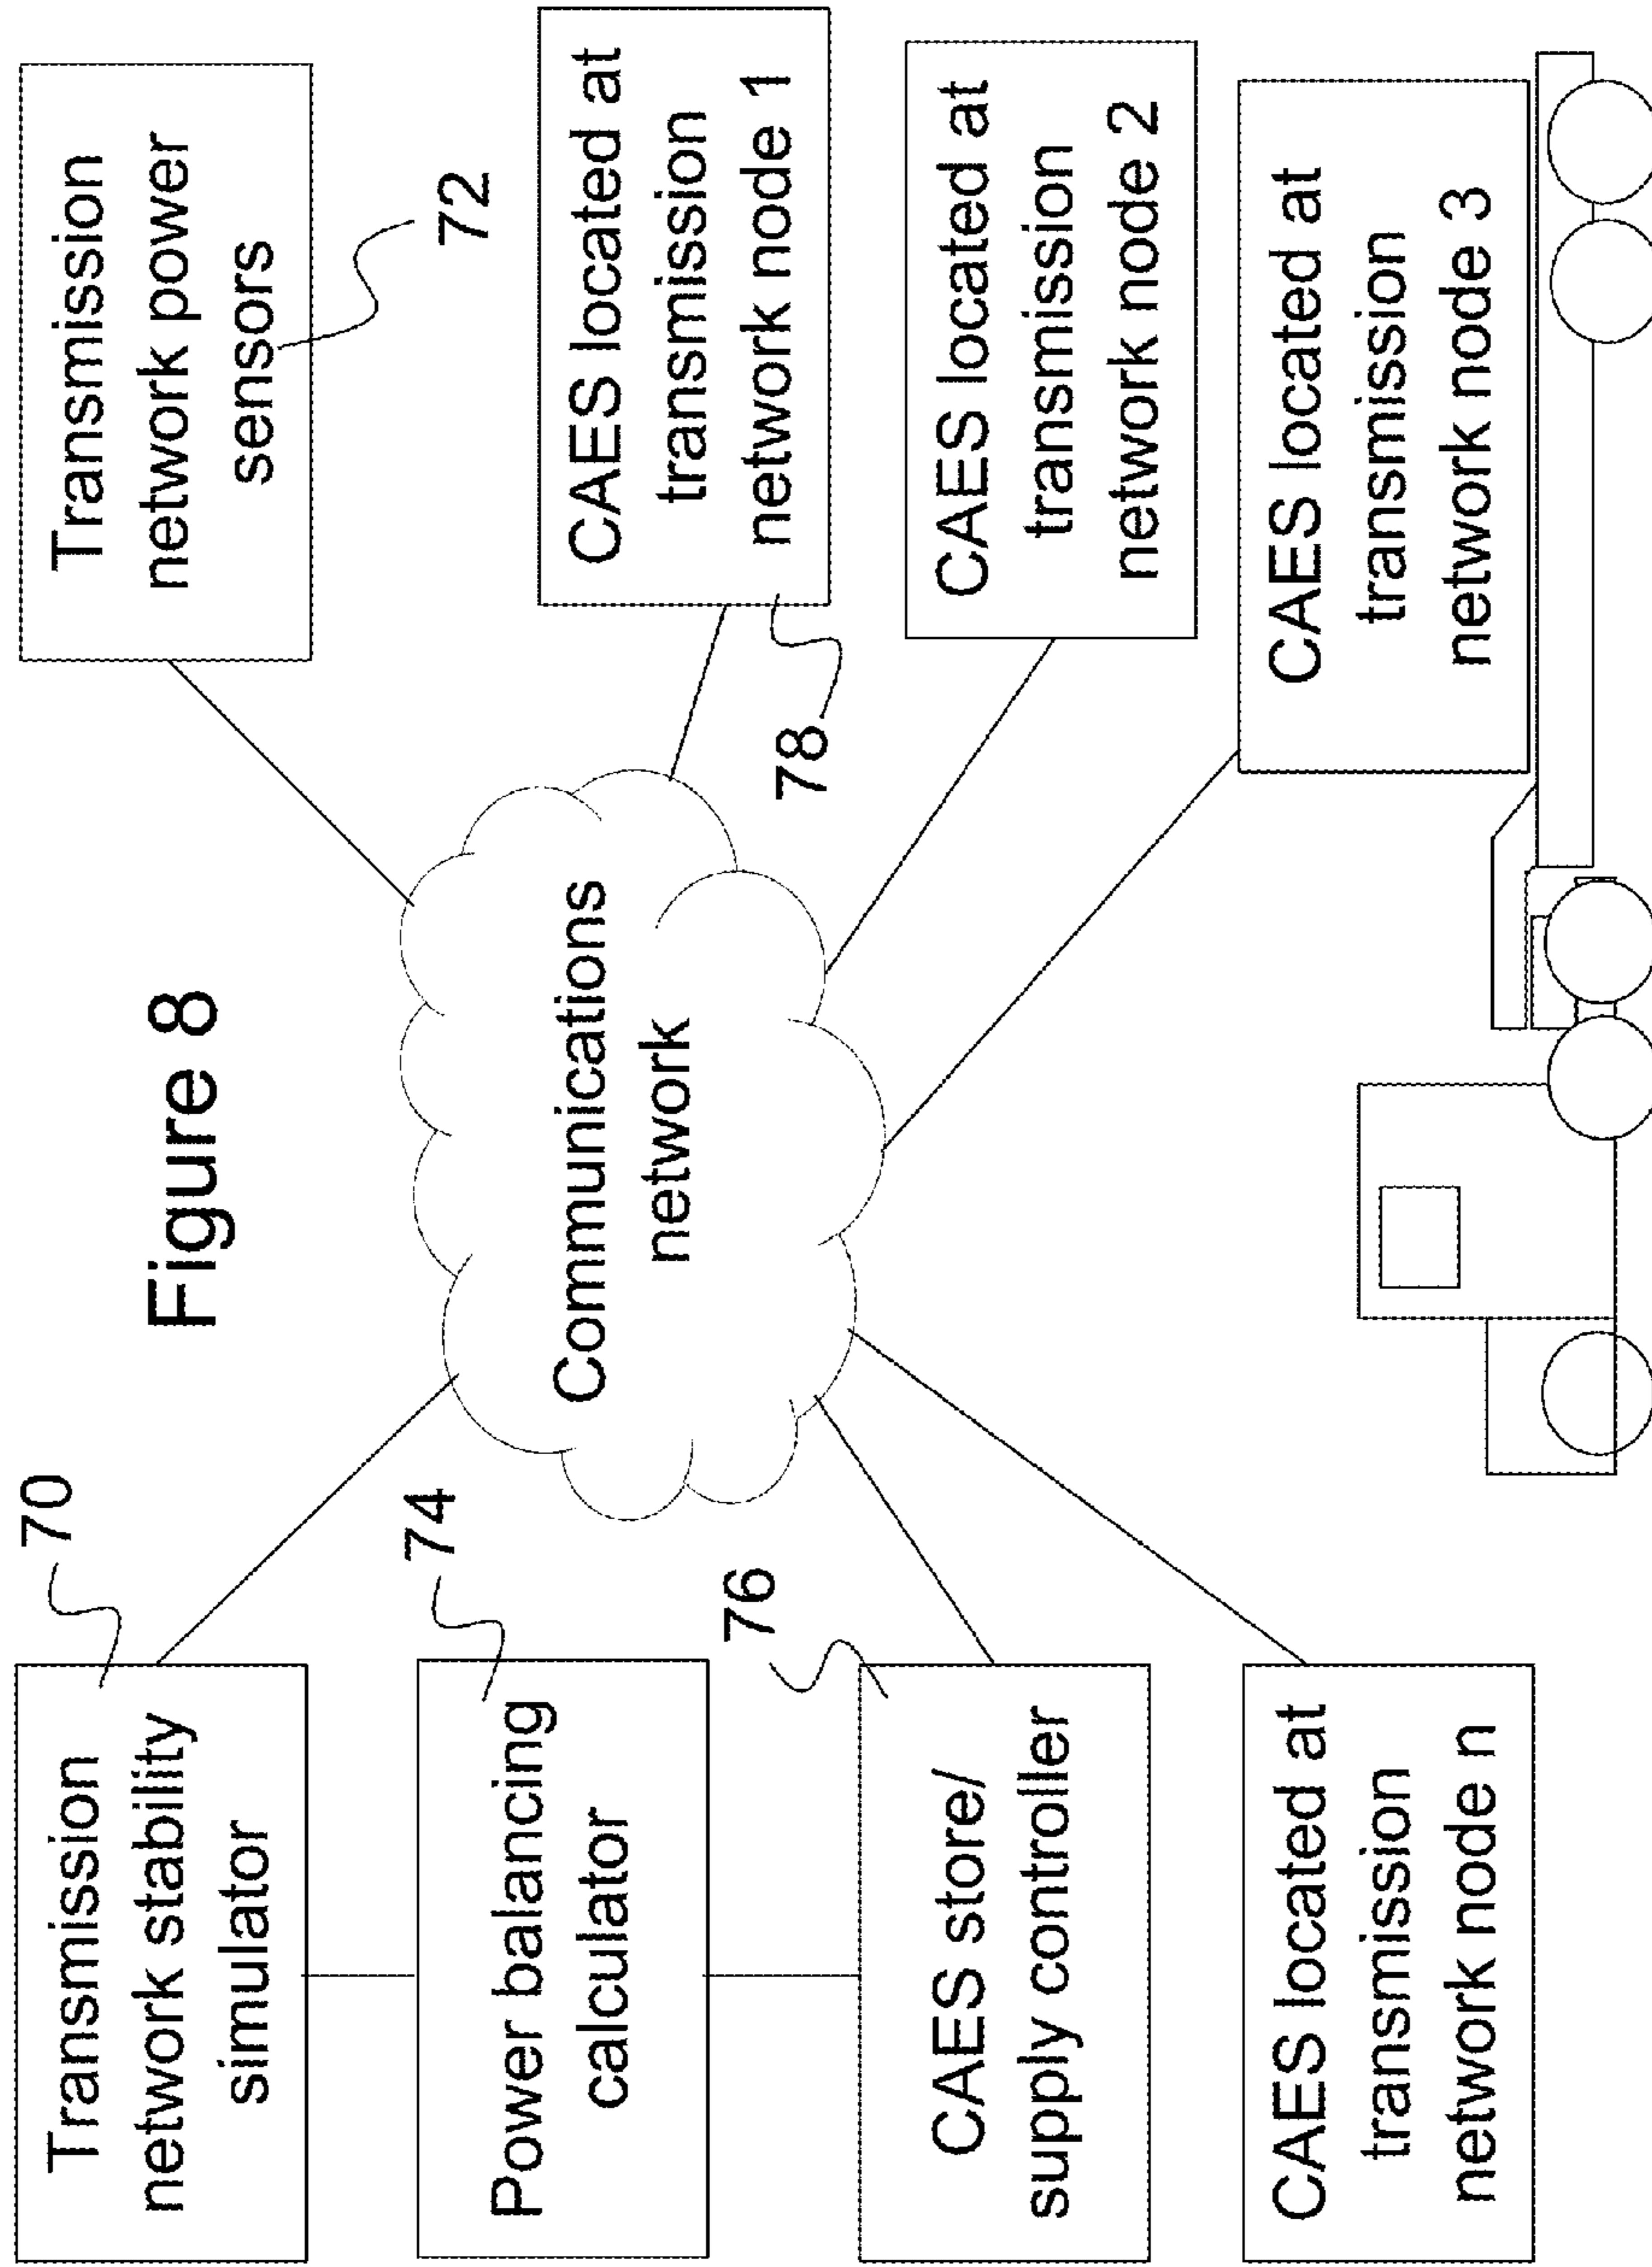 Figure 8
70
Transmission
network stability
simulator
Transmission
network power
sensors
72
74
Power balancing
calculator
Communications
network
CAES located at
transmission
network node 1
78
76
CAES store/
supply controller
CAES located at
transmission
network node 2
CAES located at
transmission
network node n
CAES located at
transmission
network node 3